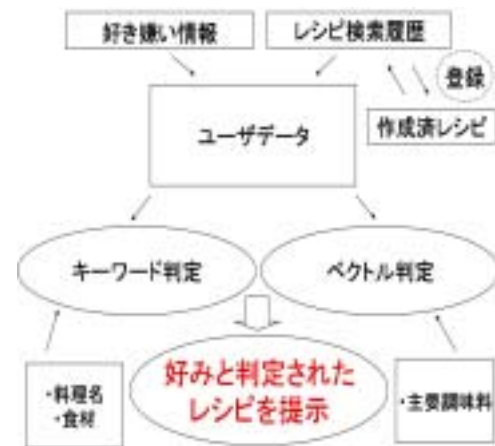 好き嫌い情報
レシピ検索履歴
登録
作成済レシピ
ユーザデータ
キーワード判定
ベクトル判定
好みと判定された
レシピを提示
・料理名
・食材
・主要調味料